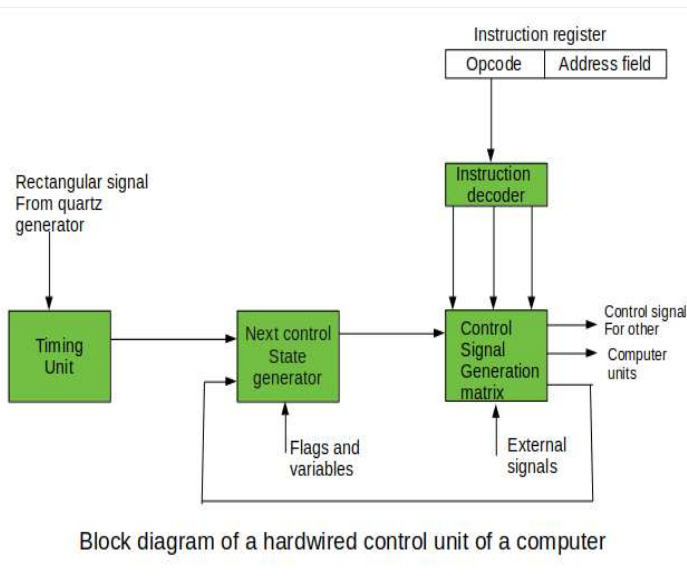 Instruction register
Opcode
Address field
Instruction
decoder
Rectangular signal
From quartz
generator
Timing
Unit
Next control
State
generator
Control
Signal
Generation
matrix
Control signal
For other
Computer
units
Flags and
variables
External
signals
Block diagram of a hardwired control unit of a computer